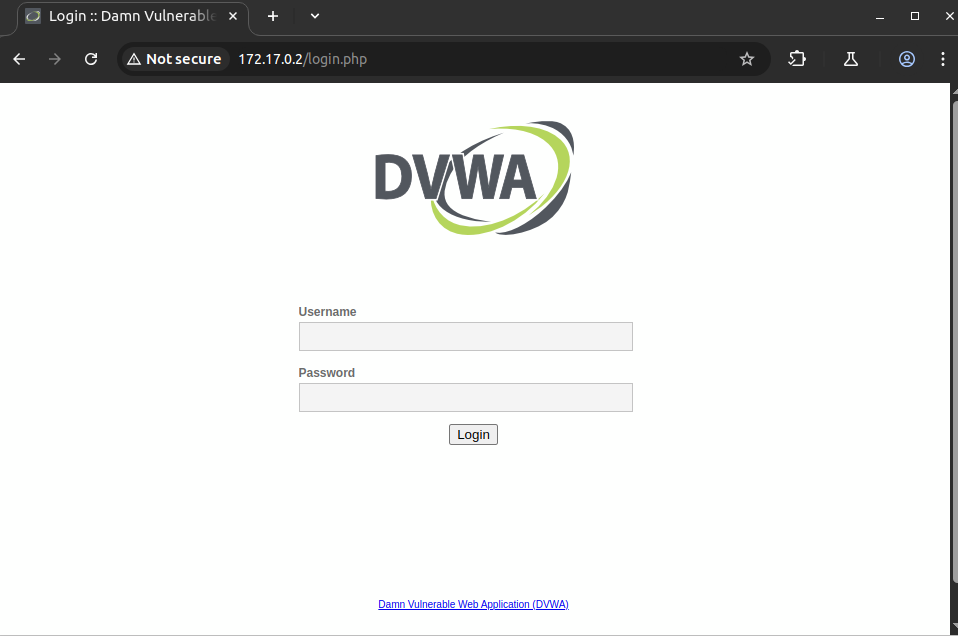 Login :: Damn Vulnerable
Not secure 172.17.0.2/login.php
DVWA
Username
Password
Login
Damn Vulnerable Web Application (DVWA)